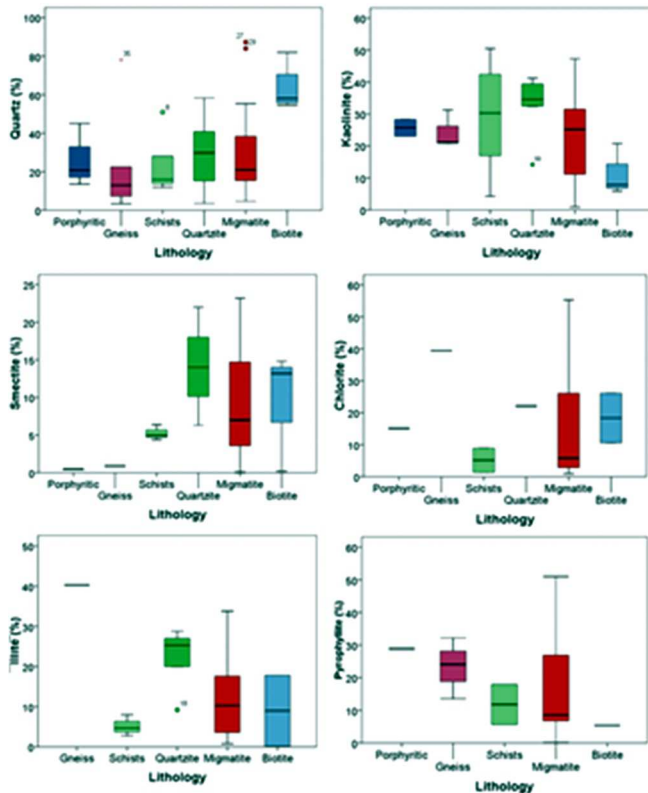 Quartz (%)
100
80
60
40
20
0
Porphyritic
Gneiss
Schists
Quartzite
Migmatite
Biotite
Lithology
Kaolinite (%)
60
50
40
30
20
10
0
Porphyritic
Gneiss
Schists
Quartzite
Migmatite
Biotite
Lithology
Smectite (%)
25
20
15
10
5
0
Porphyritic
Gneiss
Schists
Quartzite
Migmatite
Biotite
Lithology
Chlorite (%)
60
50
40
30
20
10
0
Porphyritic
Gneiss
Schists
Quartzite
Migmatite
Biotite
Lithology
Illite (%)
50
40
30
20
10
0
Gneiss
Schists
Quartzite
Migmatite
Biotite
Lithology
Pyrophyllite (%)
60
50
40
30
20
10
0
Porphyritic
Gneiss
Schists
Migmatite
Biotite
Lithology